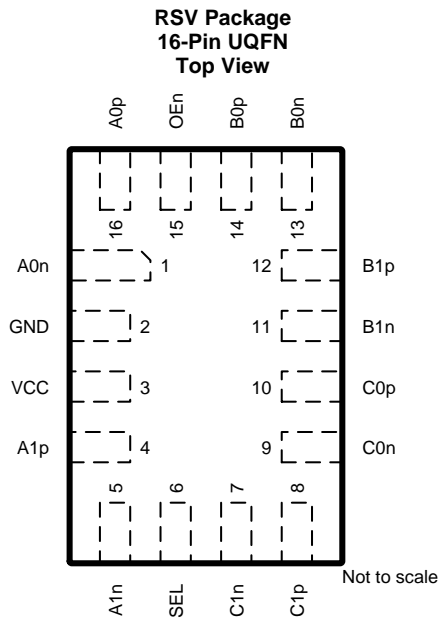 RSV Package
16-Pin UQFN
Top View
A0p
OEn
B0p
B0n
16
15
14
13
A0n 1 12 B1p
GND 2 11 B1n
VCC 3 10 C0p
A1p 4 9 C0n
5
6
7
8
A1n
SEL
C1n
C1p
Not to scale